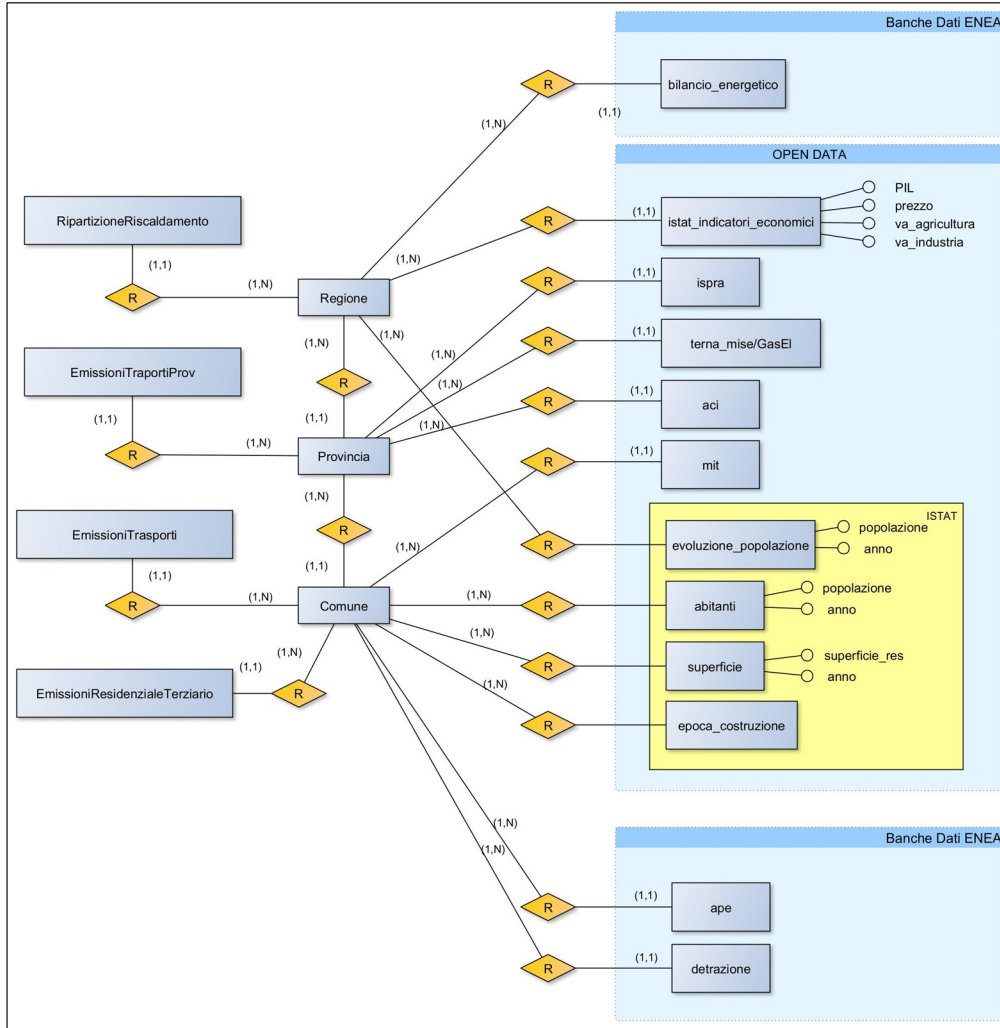 Banche Dati ENEA
R
bilancio_energetico
(1,N)
(1,1)
OPEN DATA
PIL
RipartizioneRiscaldamento
R
(1,1)
istat_indicatori_economici
prezzo
va_agricoltura
va_industria
(1,1)
(1,N)
R
(1,N)
Regione
R
(1,1)
ispra
(1,N)
(1,N)
(1,N)
R
(1,1)
terna_mise/GasEl
(1,N)
EmissioniTraportiProv
R
R
(1,1)
aci
(1,1)
(1,1)
(1,N)
(1,N)
R
Provincia
R
(1,1)
mit
(1,N)
ISTAT
EmissioniTrasporti
R
popolazione
(1,N)
R
evoluzione_popolazione
anno
(1,1)
(1,1)
popolazione
R
(1,N)
Comune
(1,N)
R
abitanti
anno
(1,N)
superficie_res
(1,1)
(1,N)
R
superficie
anno
EmissioniResidenzialeTerziario
R
(1,N)
R
epoca_costruzione
(1,N)
Banche Dati ENEA
(1,N)
R
(1,1)
ape
R
(1,1)
detrazione